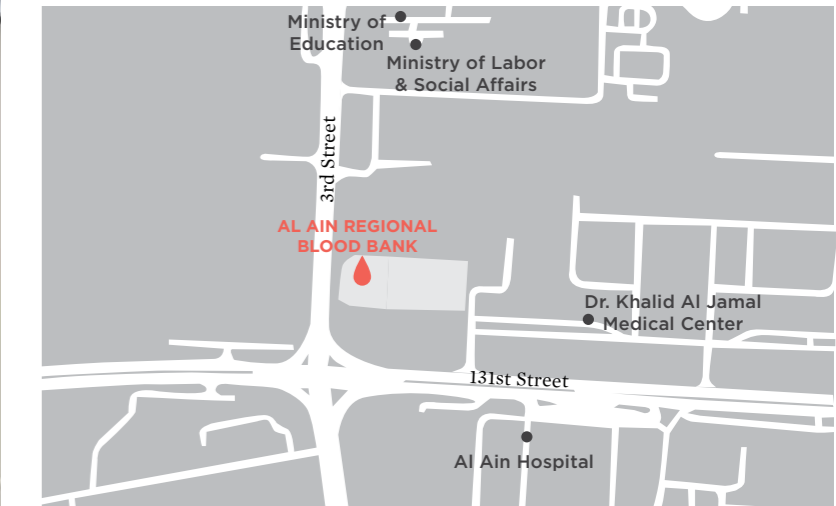 Ministry of
Education
Ministry of Labor
& Social Affairs
3rd Street
AL AIN REGIONAL
BLOOD BANK
Dr. Khalid Al Jamal
Medical Center
131st Street
Al Ain Hospital